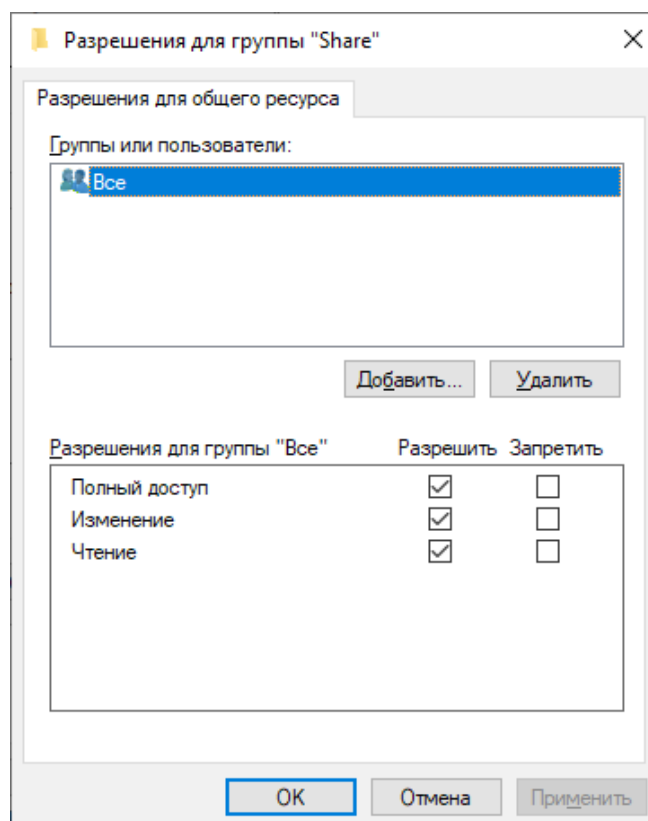 Разрешения для группы "Share"
Разрешения для общего ресурса
Группы или пользователи:
Все
Добавить... Удалить
Разрешения для группы "Все" Разрешить Запретить
Полный доступ
Изменение
Чтение
OK Отмена Применить